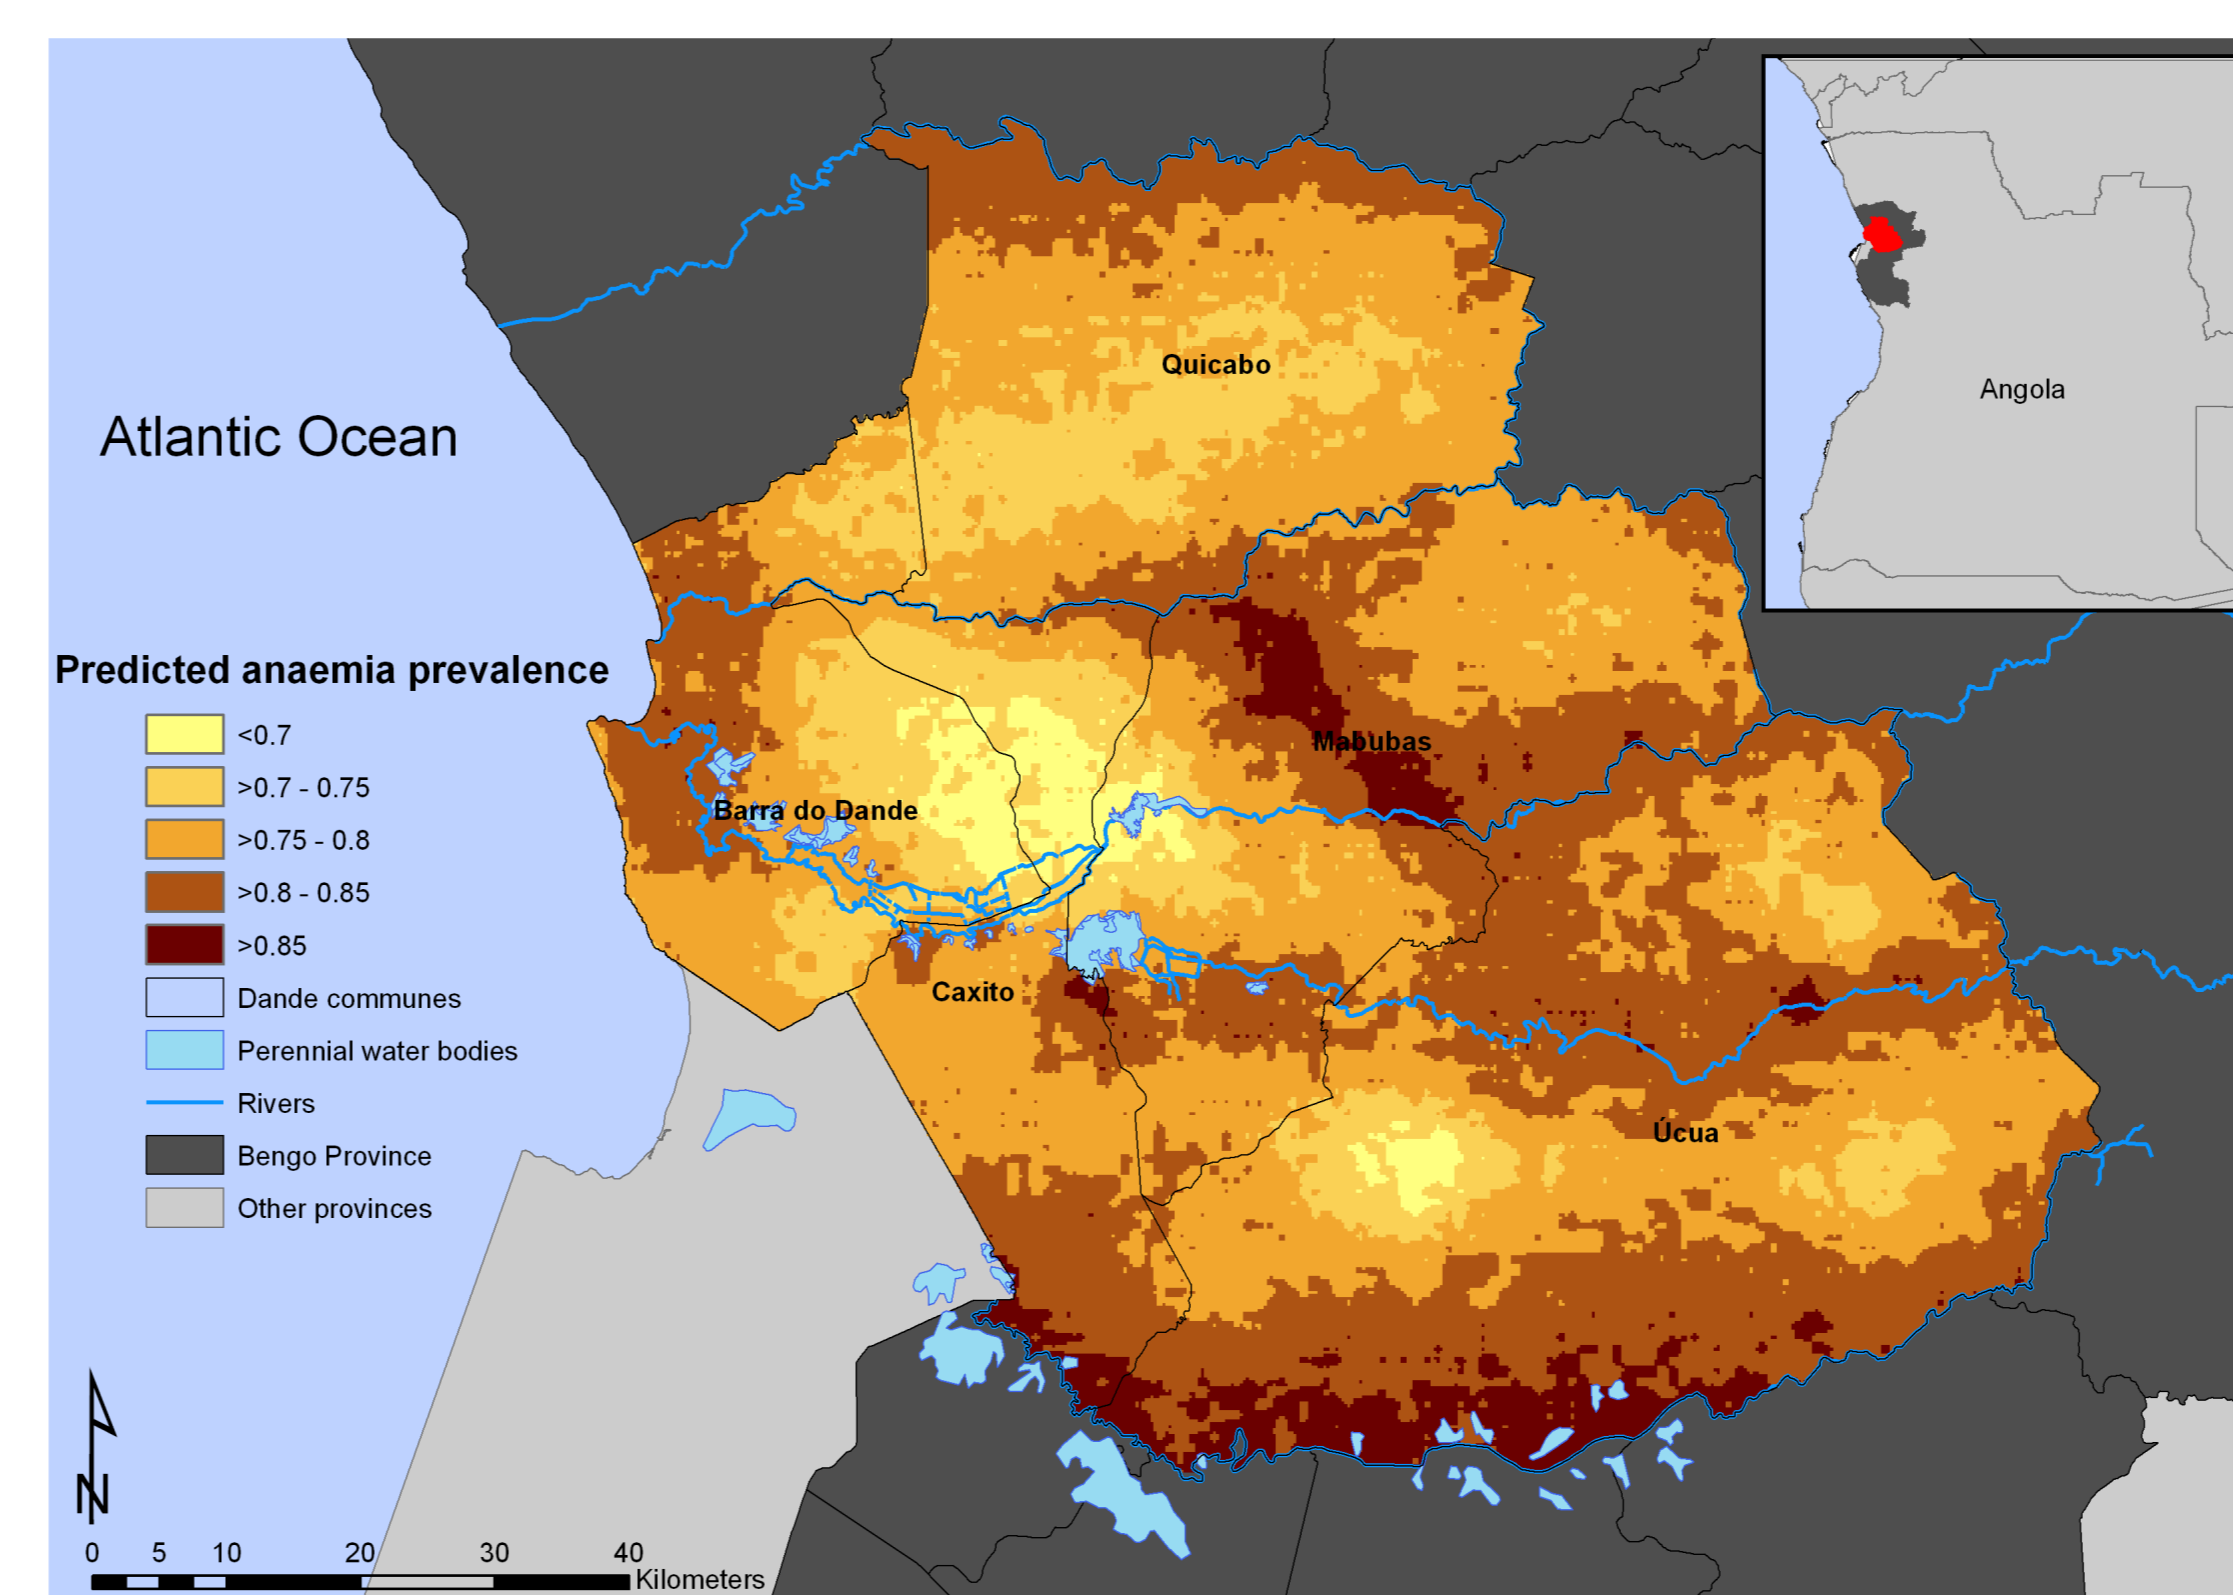 Quicabo
Angola
Atlantic Ocean
Predicted anaemia prevalence
<0.7
>0.7 - 0.75
>0.75 - 0.8
>0.8 - 0.85
>0.85
Dande communes
Perennial water bodies
Rivers
Bengo Province
Other provinces
Mabubas
Barra do Dande
Caxito
Úcua
N
0 5 10 20 30 40
Kilometers